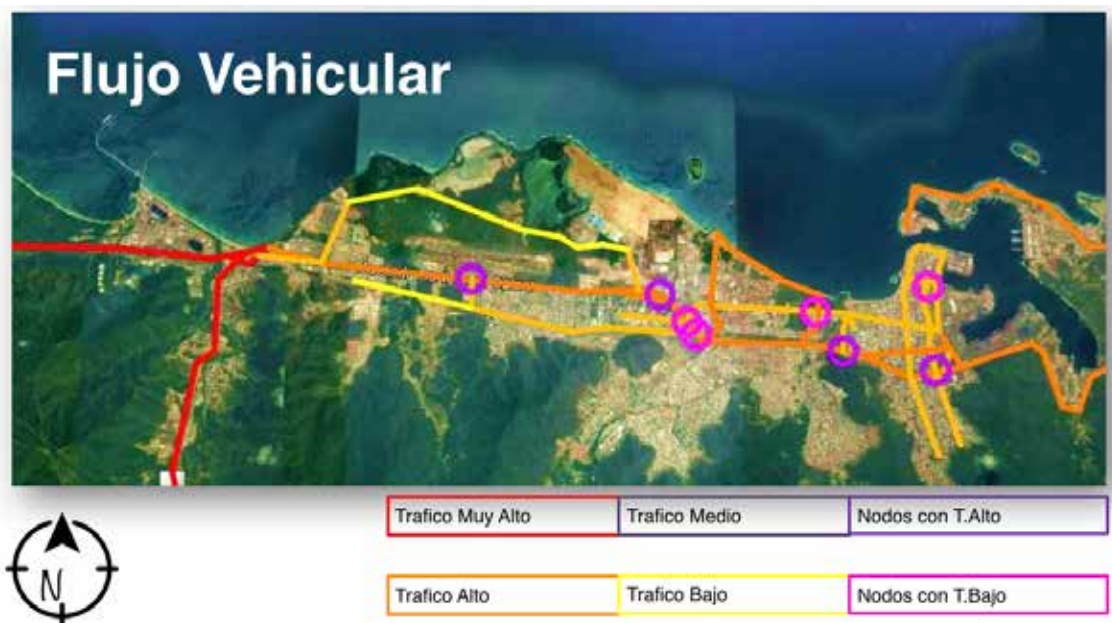 Flujo Vehicular
Trafico Muy Alto
Trafico Medio
Nodos con T.Alto
Trafico Alto
Trafico Bajo
Nodos con T.Bajo
N